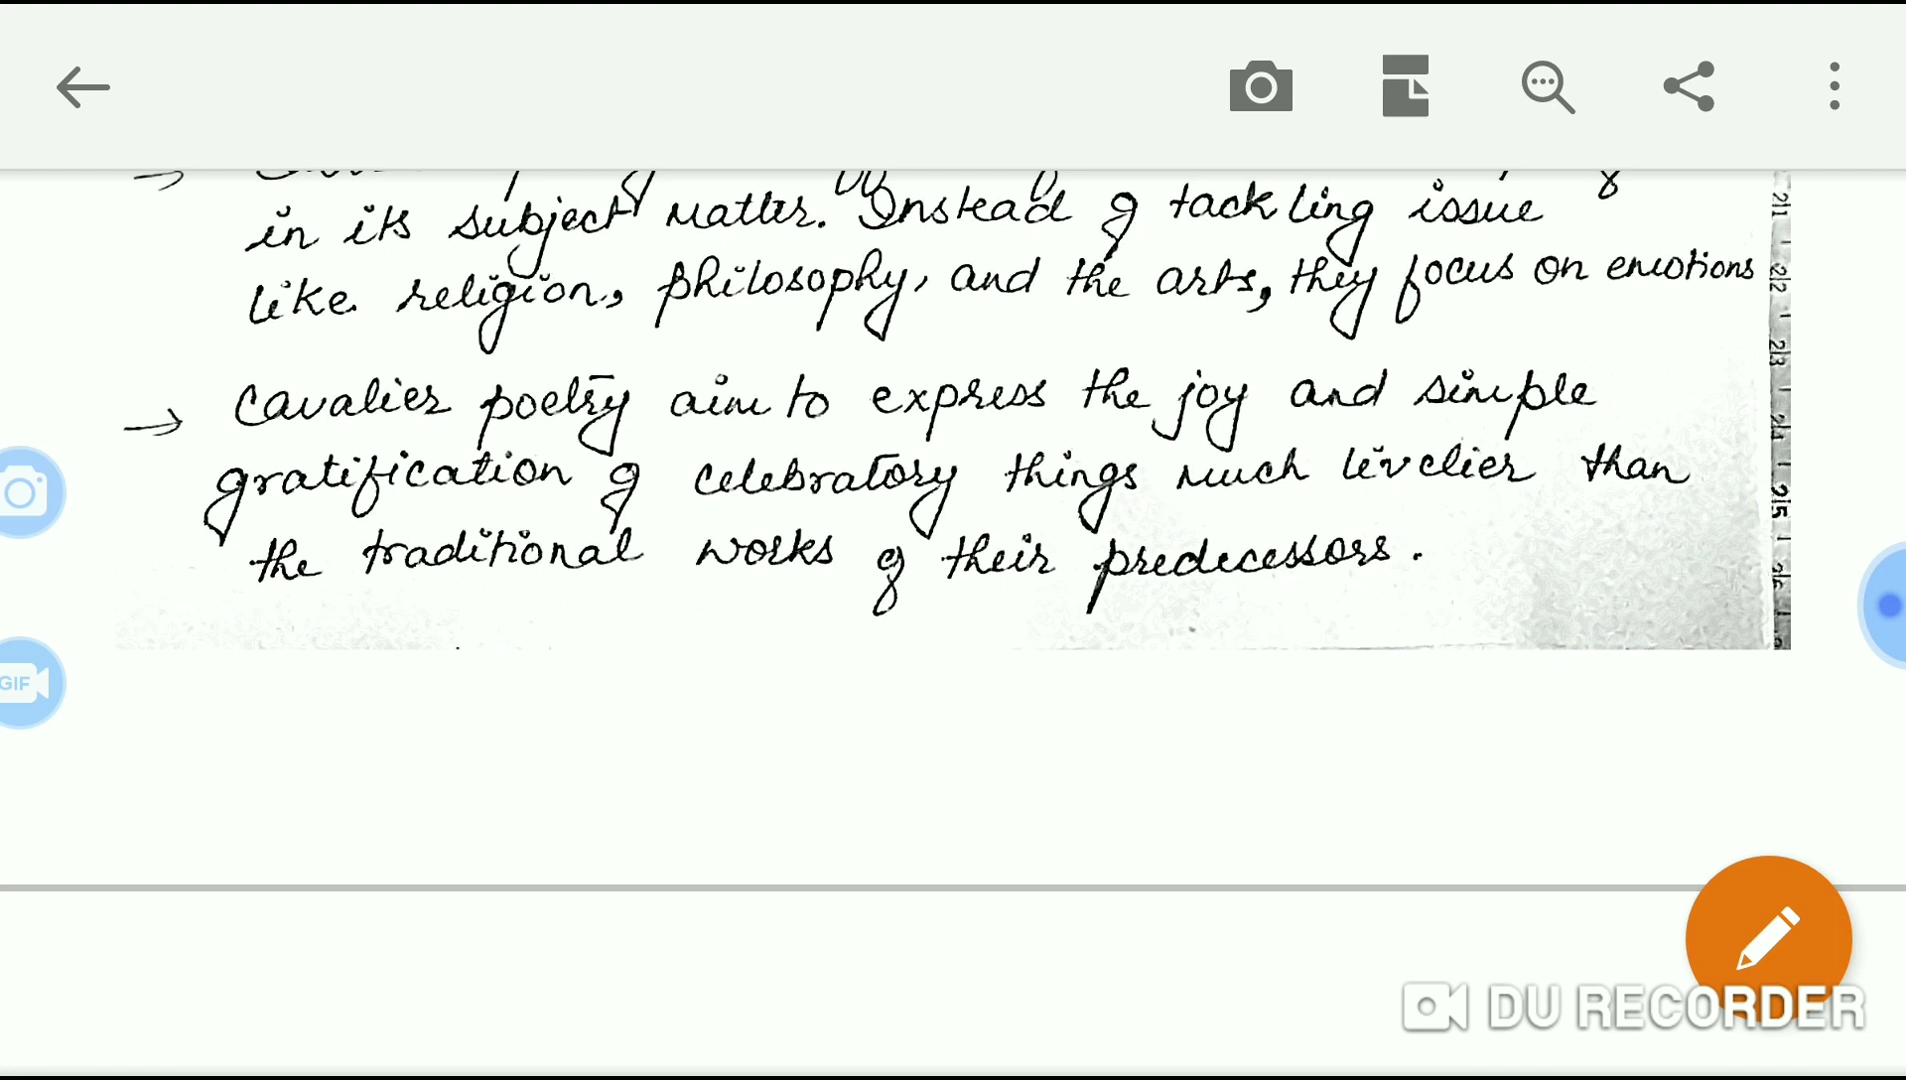 in its subject matter. Instead of tackling issue
like religion, philosophy, and the arts, they focus on emotions
→ Cavalier poetry aim to express the joy and simple
gratification of celebratory things much livelier than
the traditional works of their predecessors.
GIF
DU RECORDER